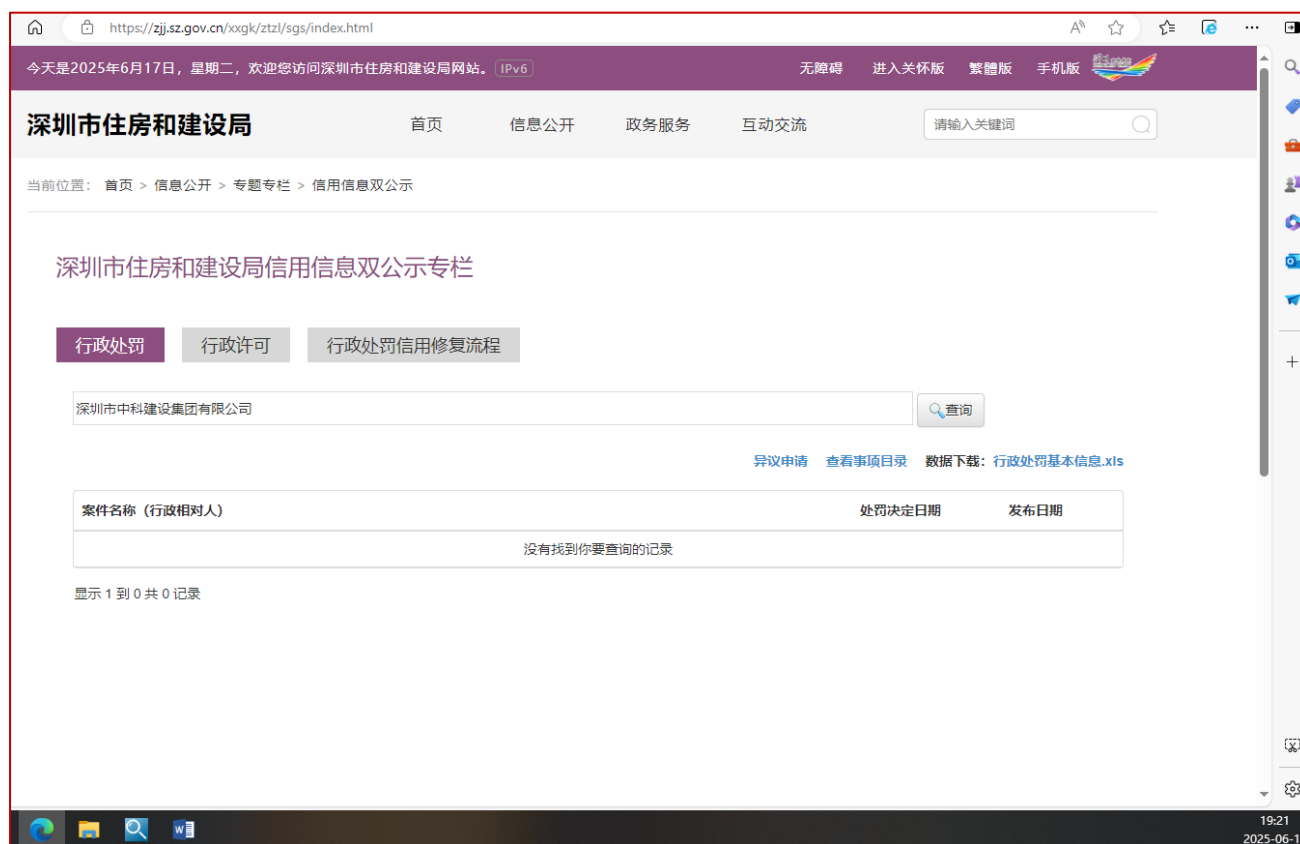 https://zjj.sz.gov.cn/xxgk/ztzl/sgs/index.html
今天是2025年6月17日，星期二，欢迎您访问深圳市住房和建设局网站。 IPv6 无障碍 进入关怀版 繁體版 手机版
深圳市住房和建设局 首页 信息公开 政务服务 互动交流 请输入关键词
当前位置： 首页 > 信息公开 > 专题专栏 > 信用信息双公示
深圳市住房和建设局信用信息双公示专栏
行政处罚 行政许可 行政处罚信用修复流程
深圳市中科建设集团有限公司 查询
异议申请 查看事项目录 数据下载：行政处罚基本信息.xls
案件名称（行政相对人） 处罚决定日期 发布日期
没有找到你要查询的记录
显示 1 到 0 共 0 记录
19:21
2025-06-1